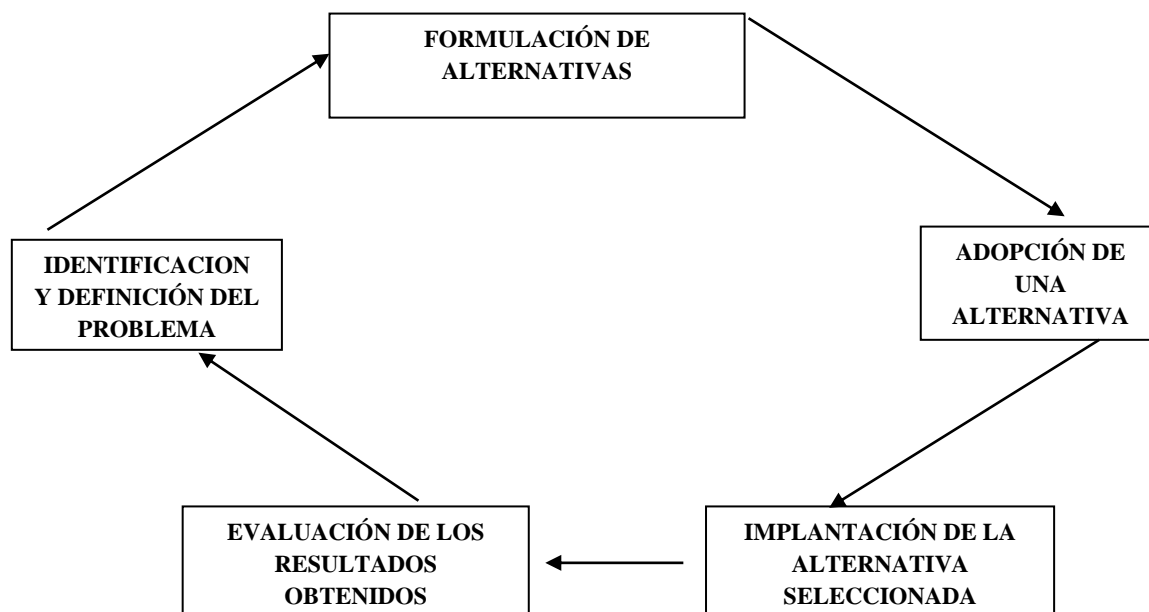 FORMULACIÓN DE
ALTERNATIVAS
IDENTIFICACION
Y DEFINICIÓN DEL
PROBLEMA
ADOPCIÓN DE
UNA
ALTERNATIVA
EVALUACIÓN DE LOS
RESULTADOS
OBTENIDOS
IMPLANTACIÓN DE LA
ALTERNATIVA
SELECCIONADA